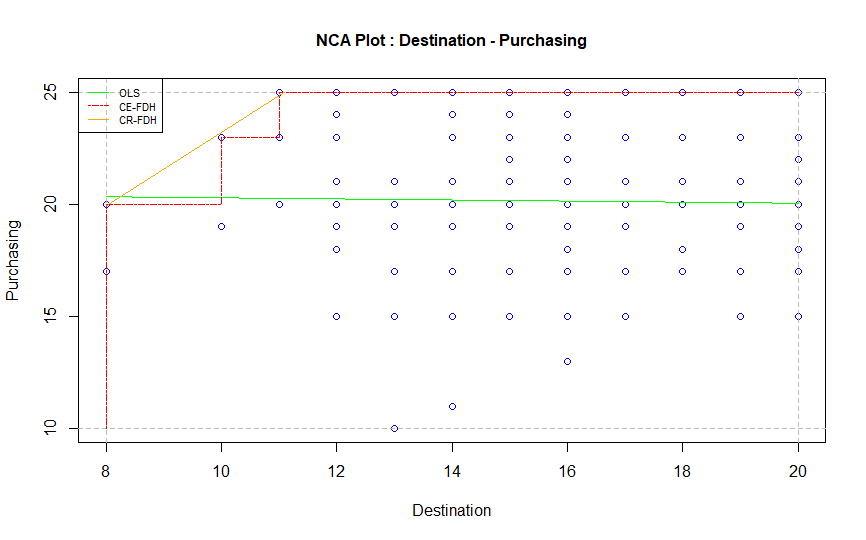 NCA Plot : Destination - Purchasing
OLS
CE-FDH
CR-FDH
25
20
15
10
Purchasing
8 10 12 14 16 18 20
Destination